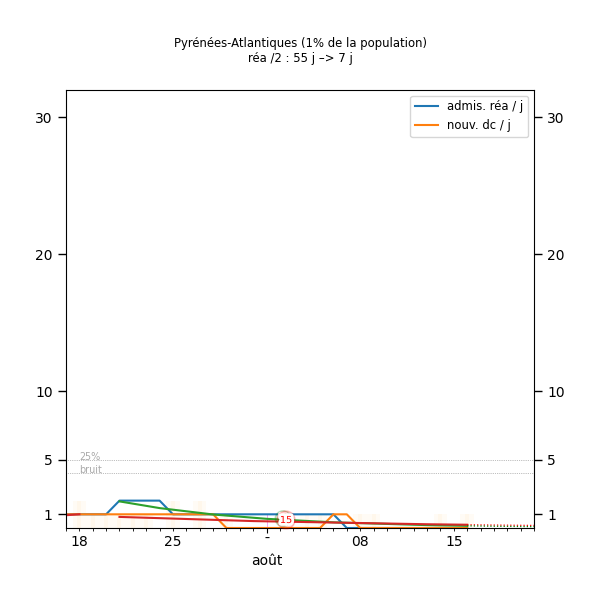 Pyrénées-Atlantiques (1% de la population)
réa /2 : 55 j –> 7 j
admis. réa / j
nouv. dc / j
30 30
20 20
10 10
5 5
25%
bruit
1 1
15
18 25 - 08 15
août